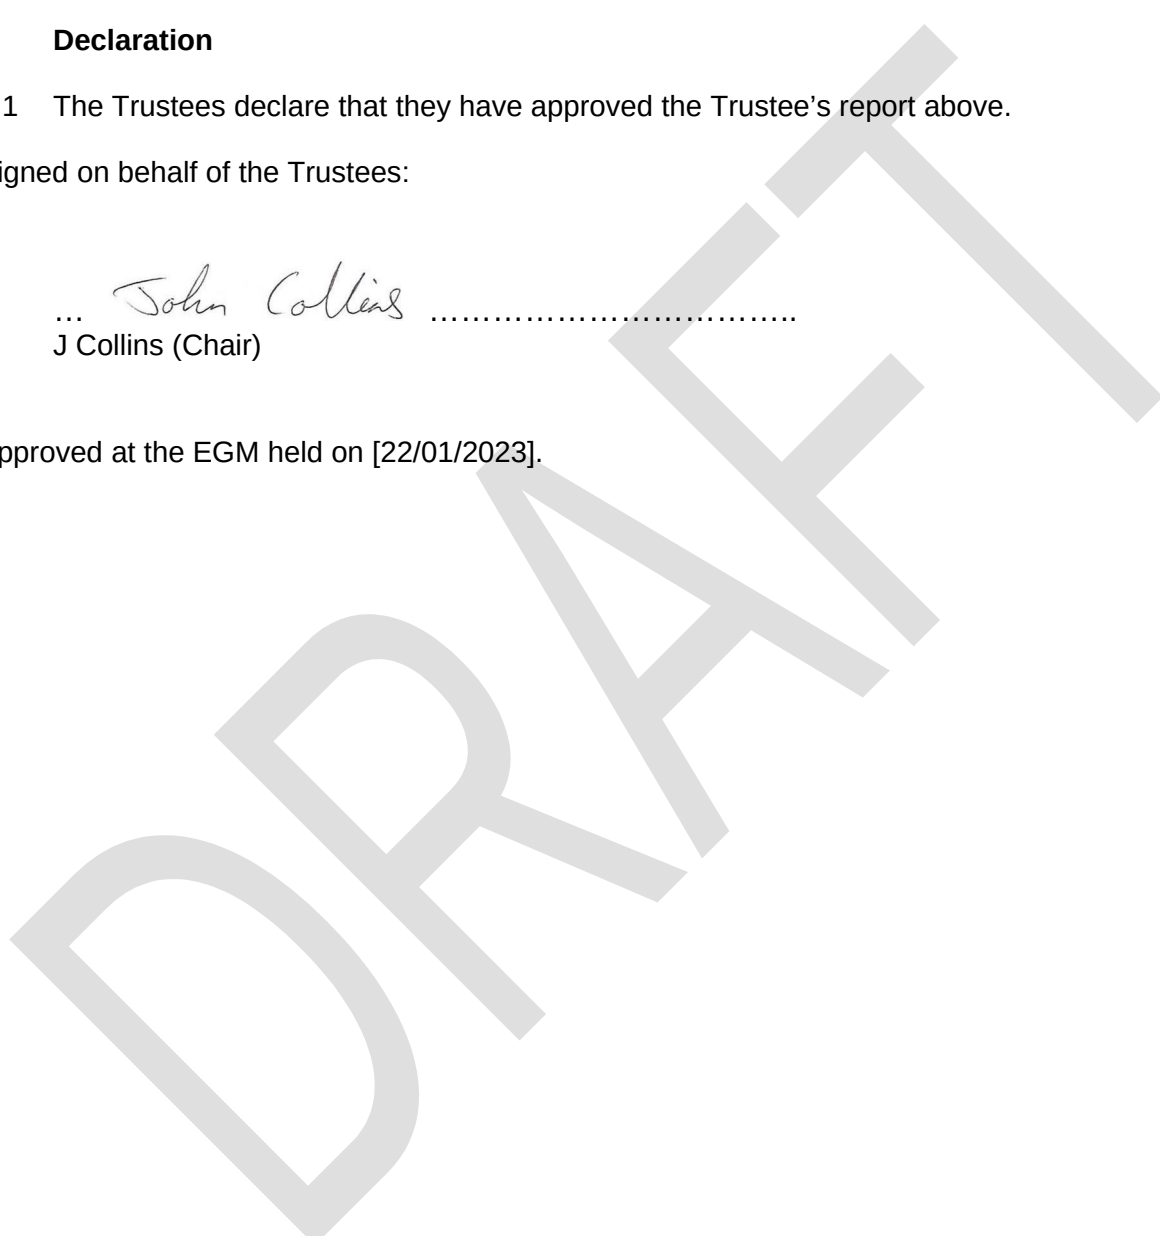 Declaration
1 The Trustees declare that they have approved the Trustee’s report above.
igned on behalf of the Trustees:
… John Collins ……………………………..
J Collins (Chair)
pproved at the EGM held on [22/01/2023].
DRAFT